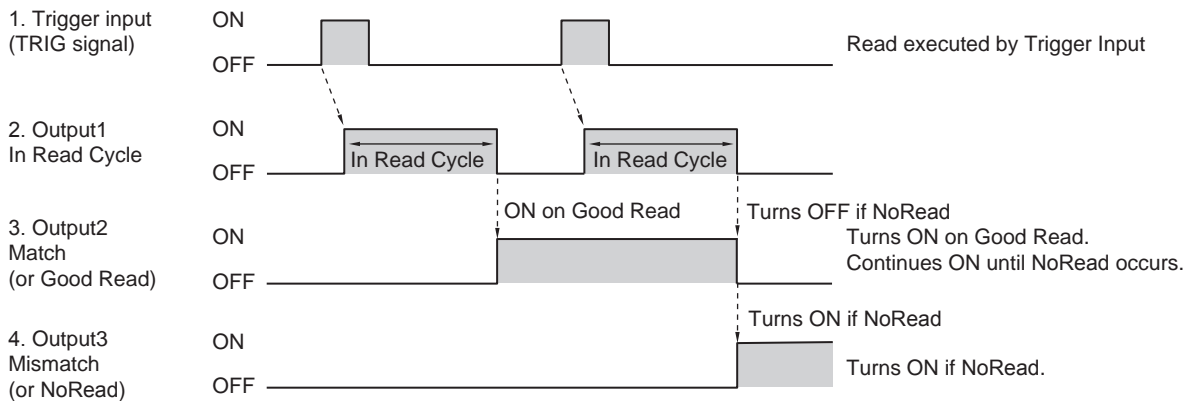 1. Trigger input
(TRIG signal)
ON
OFF
Read executed by Trigger Input
2. Output1
In Read Cycle
ON
OFF
In Read Cycle
In Read Cycle
ON on Good Read
Turns OFF if NoRead
3. Output2
Match
(or Good Read)
ON
OFF
Turns ON on Good Read.
Continues ON until NoRead occurs.
Turns ON if NoRead
4. Output3
Mismatch
(or NoRead)
ON
OFF
Turns ON if NoRead.